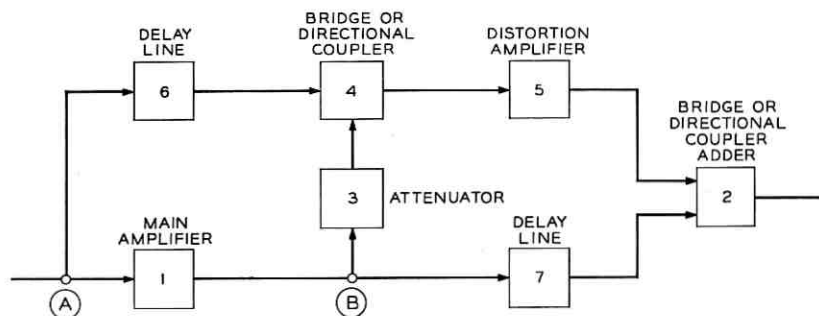 DELAY
LINE
6
BRIDGE OR
DIRECTIONAL
COUPLER
4
DISTORTION
AMPLIFIER
5
BRIDGE OR
DIRECTIONAL
COUPLER
ADDER
2
3
ATTENUATOR
MAIN
AMPLIFIER
1
DELAY
LINE
7
A
B